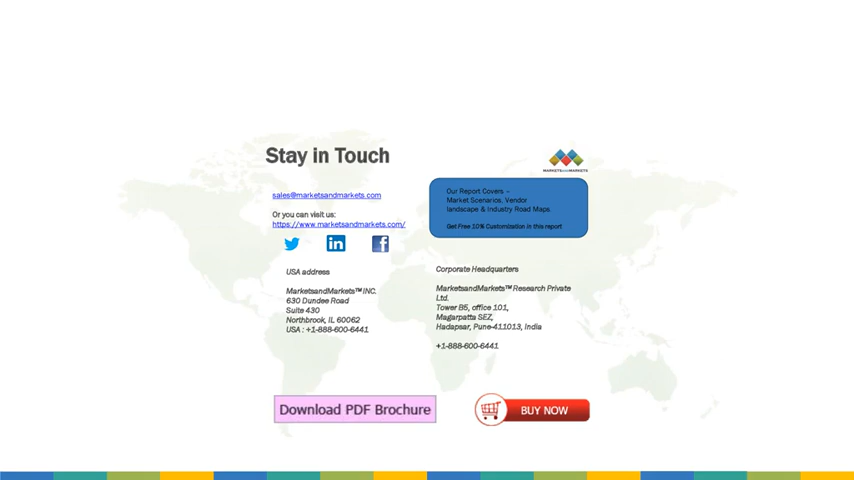 Stay in Touch
MARKETSANDMARKETS
sales@marketsandmarkets.com
Or you can visit us:
https://www.marketsandmarkets.com/
Our Report Covers –
Market Scenarios, Vendor
landscape & Industry Road Maps.
Get Free 10% Customization in this report
USA address
MarketsandMarkets™ INC.
630 Dundee Road
Suite 430
Northbrook, IL 60062
USA : +1-888-600-6441
Corporate Headquarters
MarketsandMarkets™ Research Private
Ltd.
Tower B5, office 101,
Magarpatta SEZ,
Hadapsar, Pune-411013, India
+1-888-600-6441
Download PDF Brochure
BUY NOW